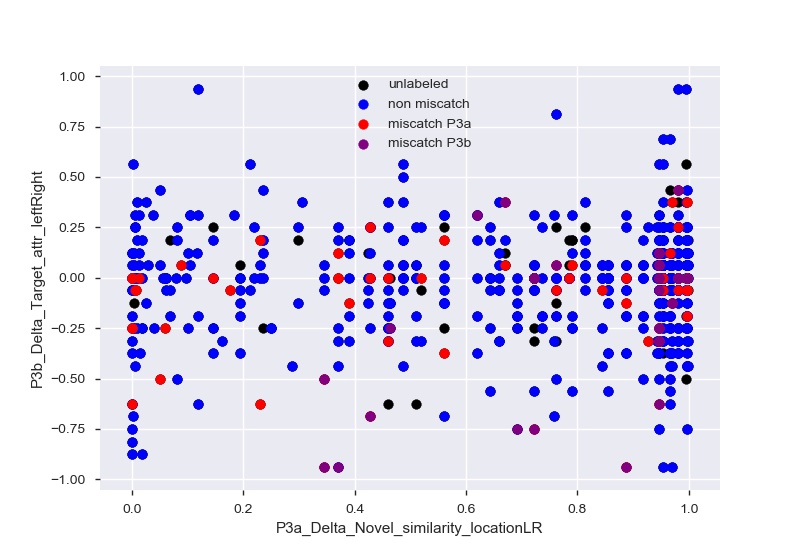 1.00
0.75
0.50
0.25
0.00
−0.25
−0.50
−0.75
−1.00
P3b_Delta_Target_attr_leftRight
unlabeled
non miscatch
miscatch P3a
miscatch P3b
0.0 0.2 0.4 0.6 0.8 1.0
P3a_Delta_Novel_similarity_locationLR